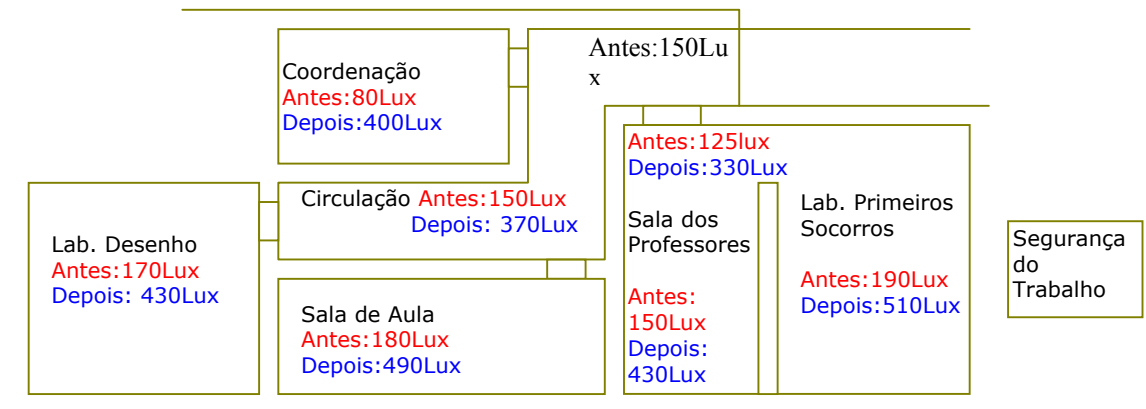 Antes:150Lu
x
Coordenação
Antes:80Lux
Depois:400Lux
Antes:125lux
Depois:330Lux
Circulação Antes:150Lux
Depois: 370Lux
Lab. Desenho
Antes:170Lux
Depois: 430Lux
Sala de Aula
Antes:180Lux
Depois:490Lux
Sala dos
Professores
Antes:
150Lux
Depois:
430Lux
Lab. Primeiros
Socorros
Antes:190Lux
Depois:510Lux
Segurança
do
Trabalho